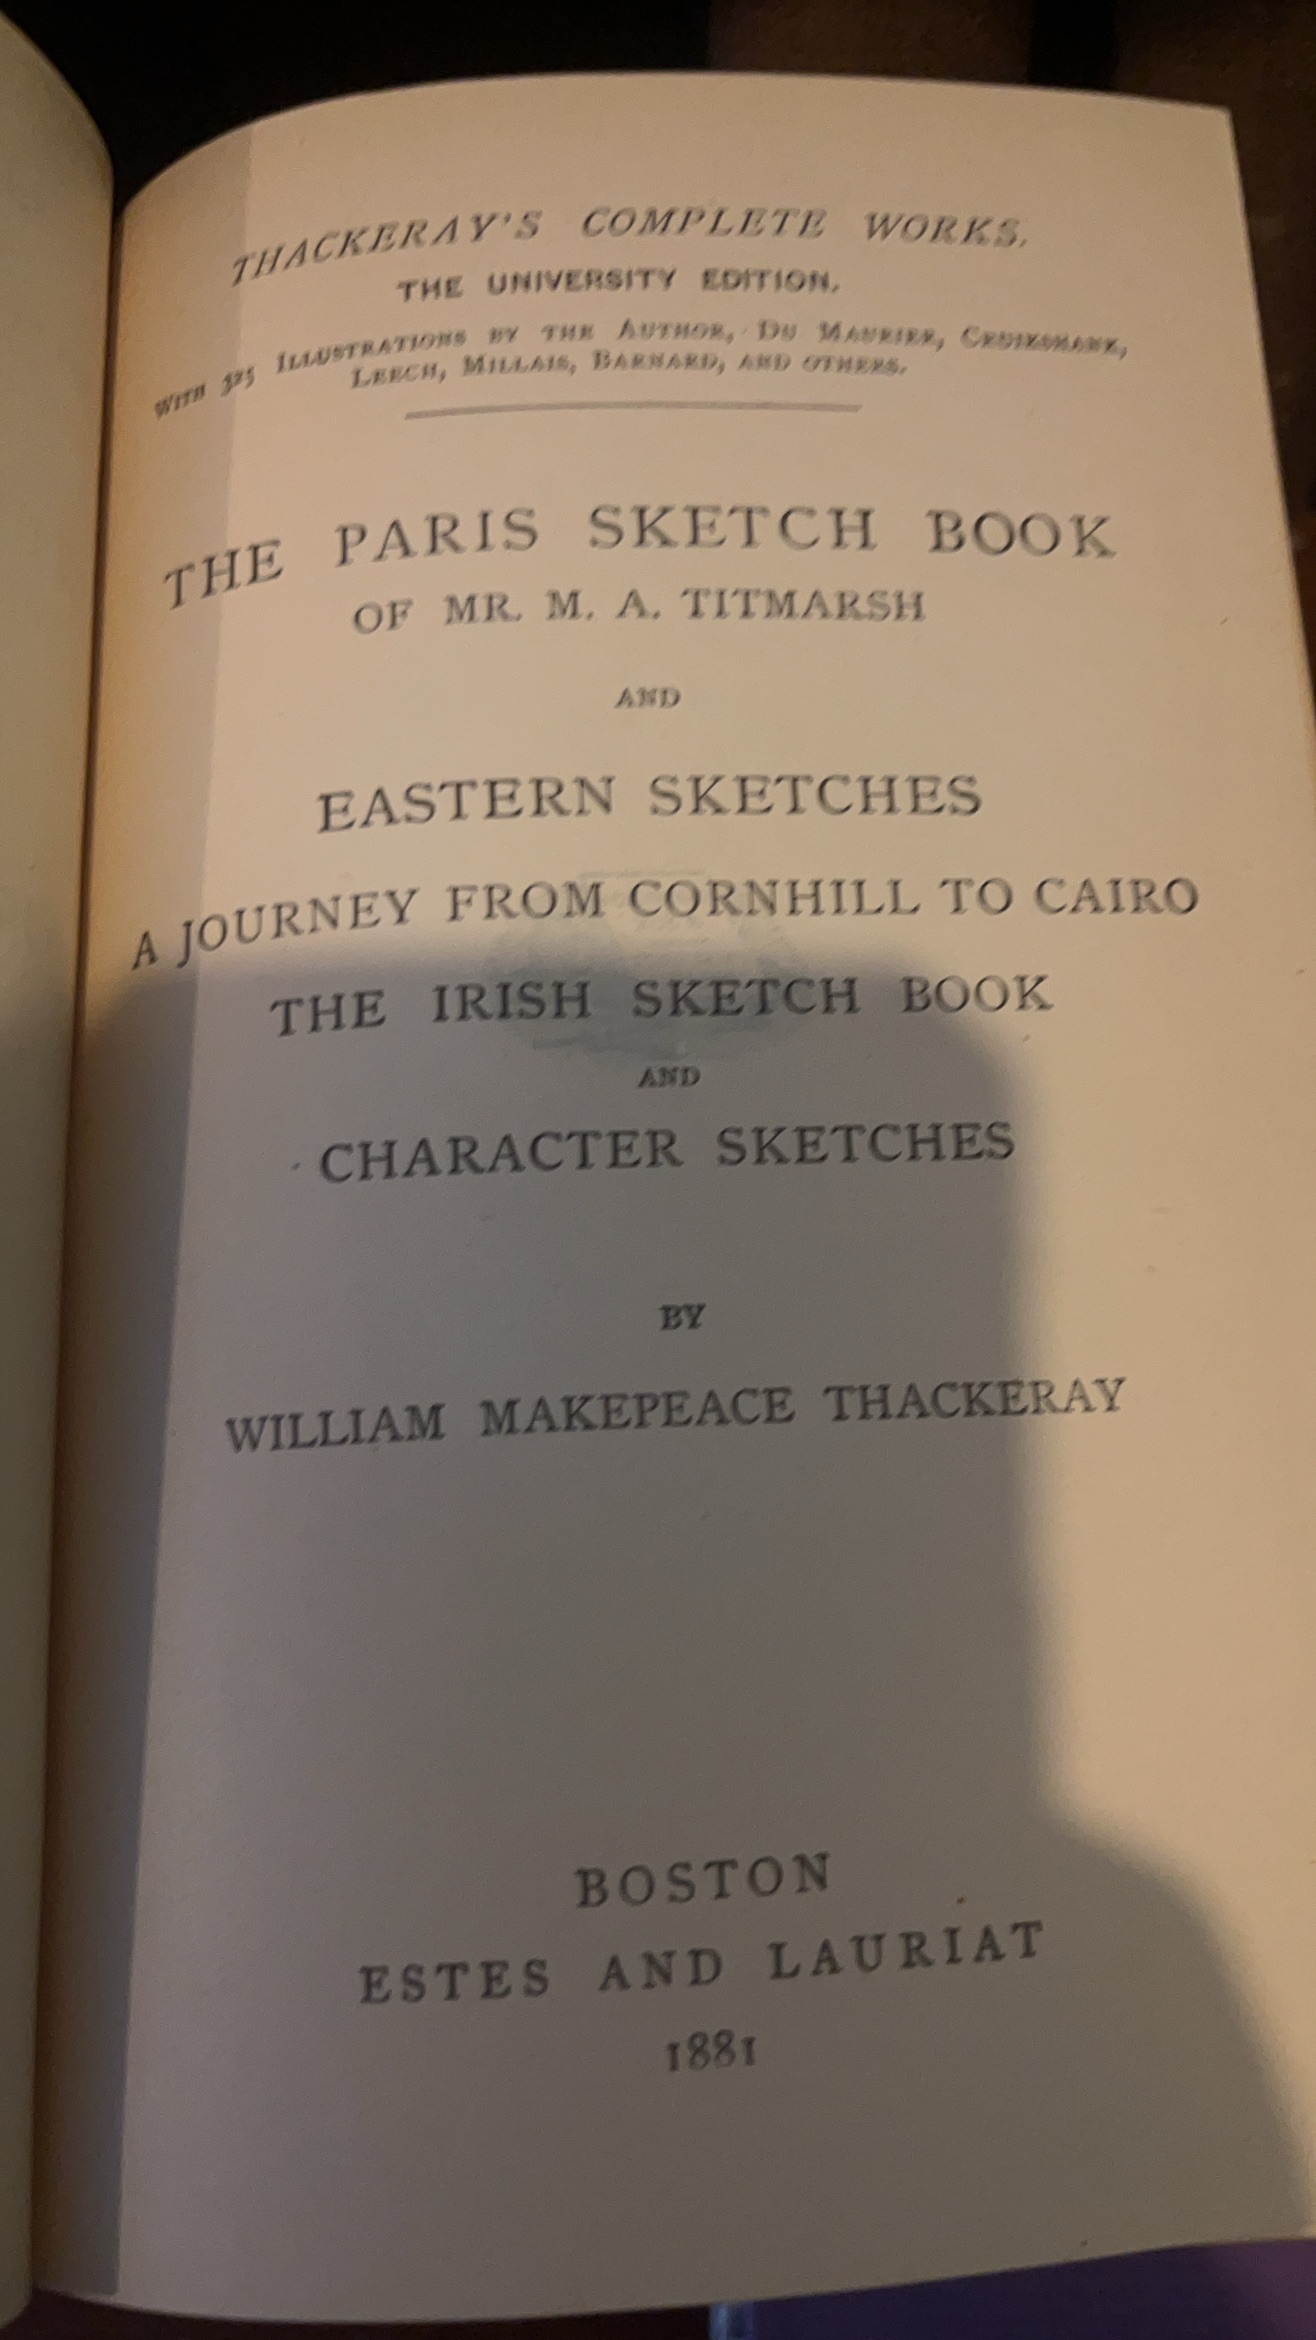 THACKERAY'S COMPLETE WORKS.
THE UNIVERSITY EDITION.
WITH 525 ILLUSTRATIONS BY THE AUTHOR, DU MAURIER, CRUIKSHANK,
LEECH, MILLAIS, BARNARD, AND OTHERS.
THE PARIS SKETCH BOOK
OF MR. M. A. TITMARSH
AND
EASTERN SKETCHES
A JOURNEY FROM CORNHILL TO CAIRO
THE IRISH SKETCH BOOK
AND
CHARACTER SKETCHES
BY
WILLIAM MAKEPEACE THACKERAY
BOSTON
ESTES AND LAURIAT
1881